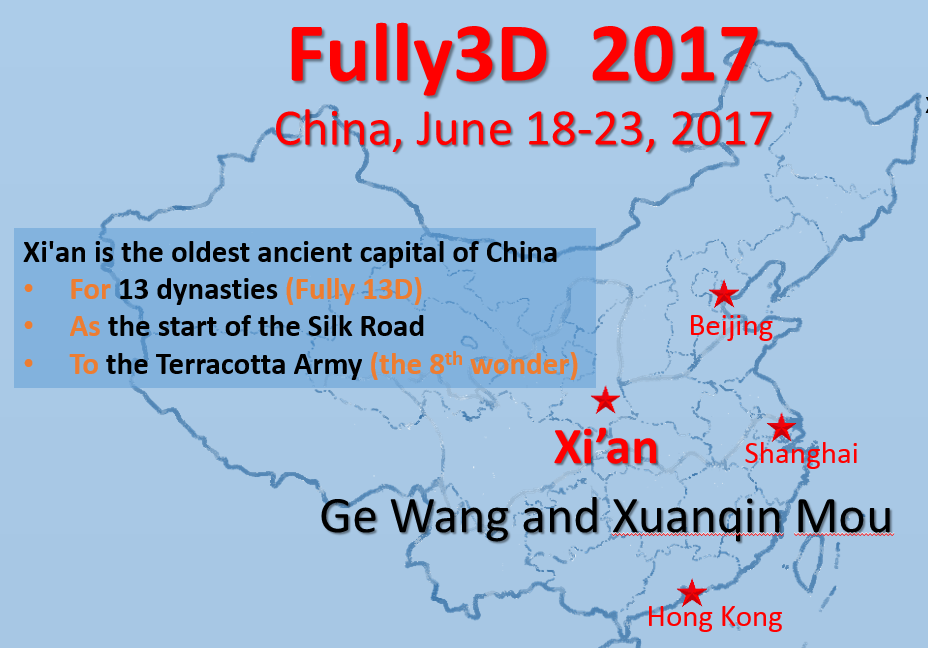 Fully3D 2017
China, June 18-23, 2017
Xi'an is the oldest ancient capital of China
• For 13 dynasties (Fully 13D)
• As the start of the Silk Road
• To the Terracotta Army (the 8th wonder)
Beijing
Xi’an
Shanghai
Ge Wang and Xuanqin Mou
Hong Kong